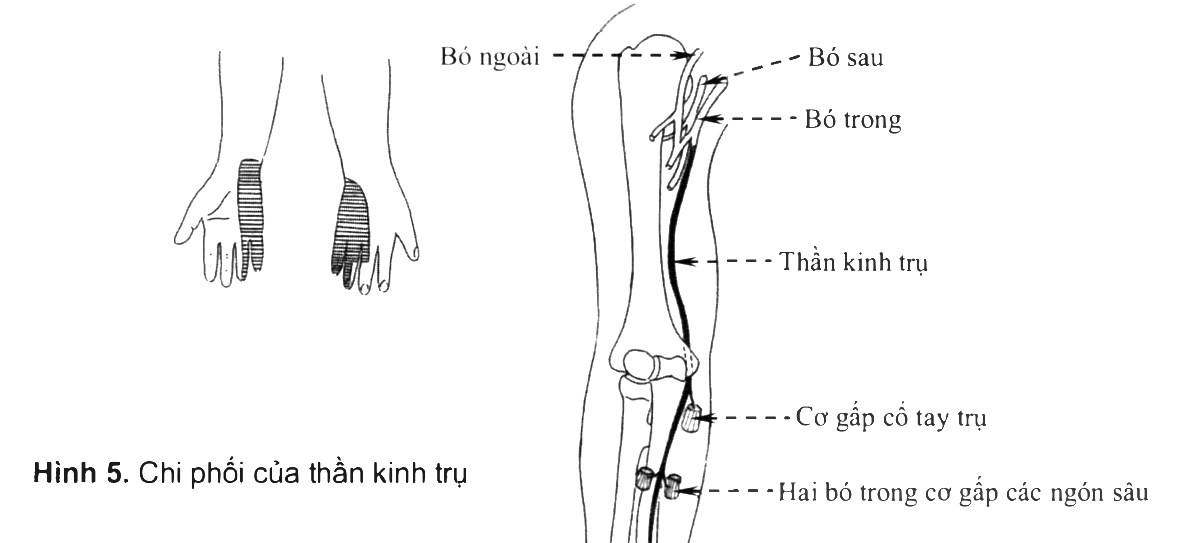 Bó ngoài
Bó sau
Bó trong
Thần kinh trụ
Cơ gấp cổ tay trụ
Hình 5. Chi phối của thần kinh trụ
Hai bó trong cơ gấp các ngón sâu